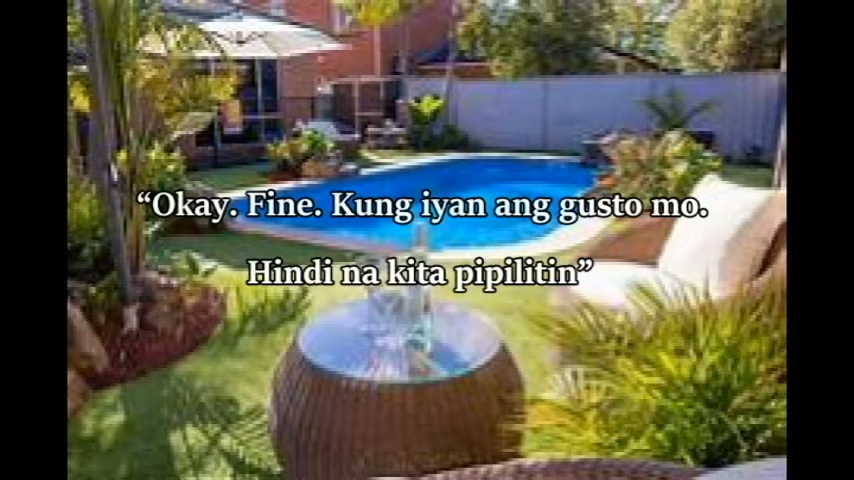 “Okay. Fine. Kung iyan ang gusto mo.
Hindi na kita pipilitin”